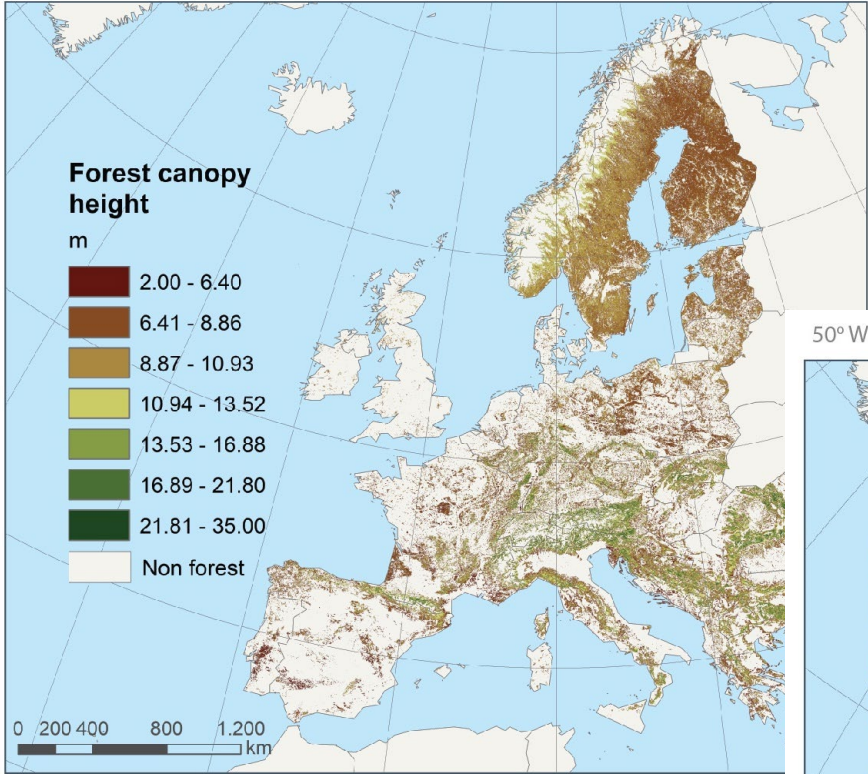 Forest canopy
height
m
2.00 - 6.40
6.41 - 8.86
8.87 - 10.93
10.94 - 13.52
13.53 - 16.88
16.89 - 21.80
21.81 - 35.00
Non forest
0 200 400 800 1.200
km
50º W